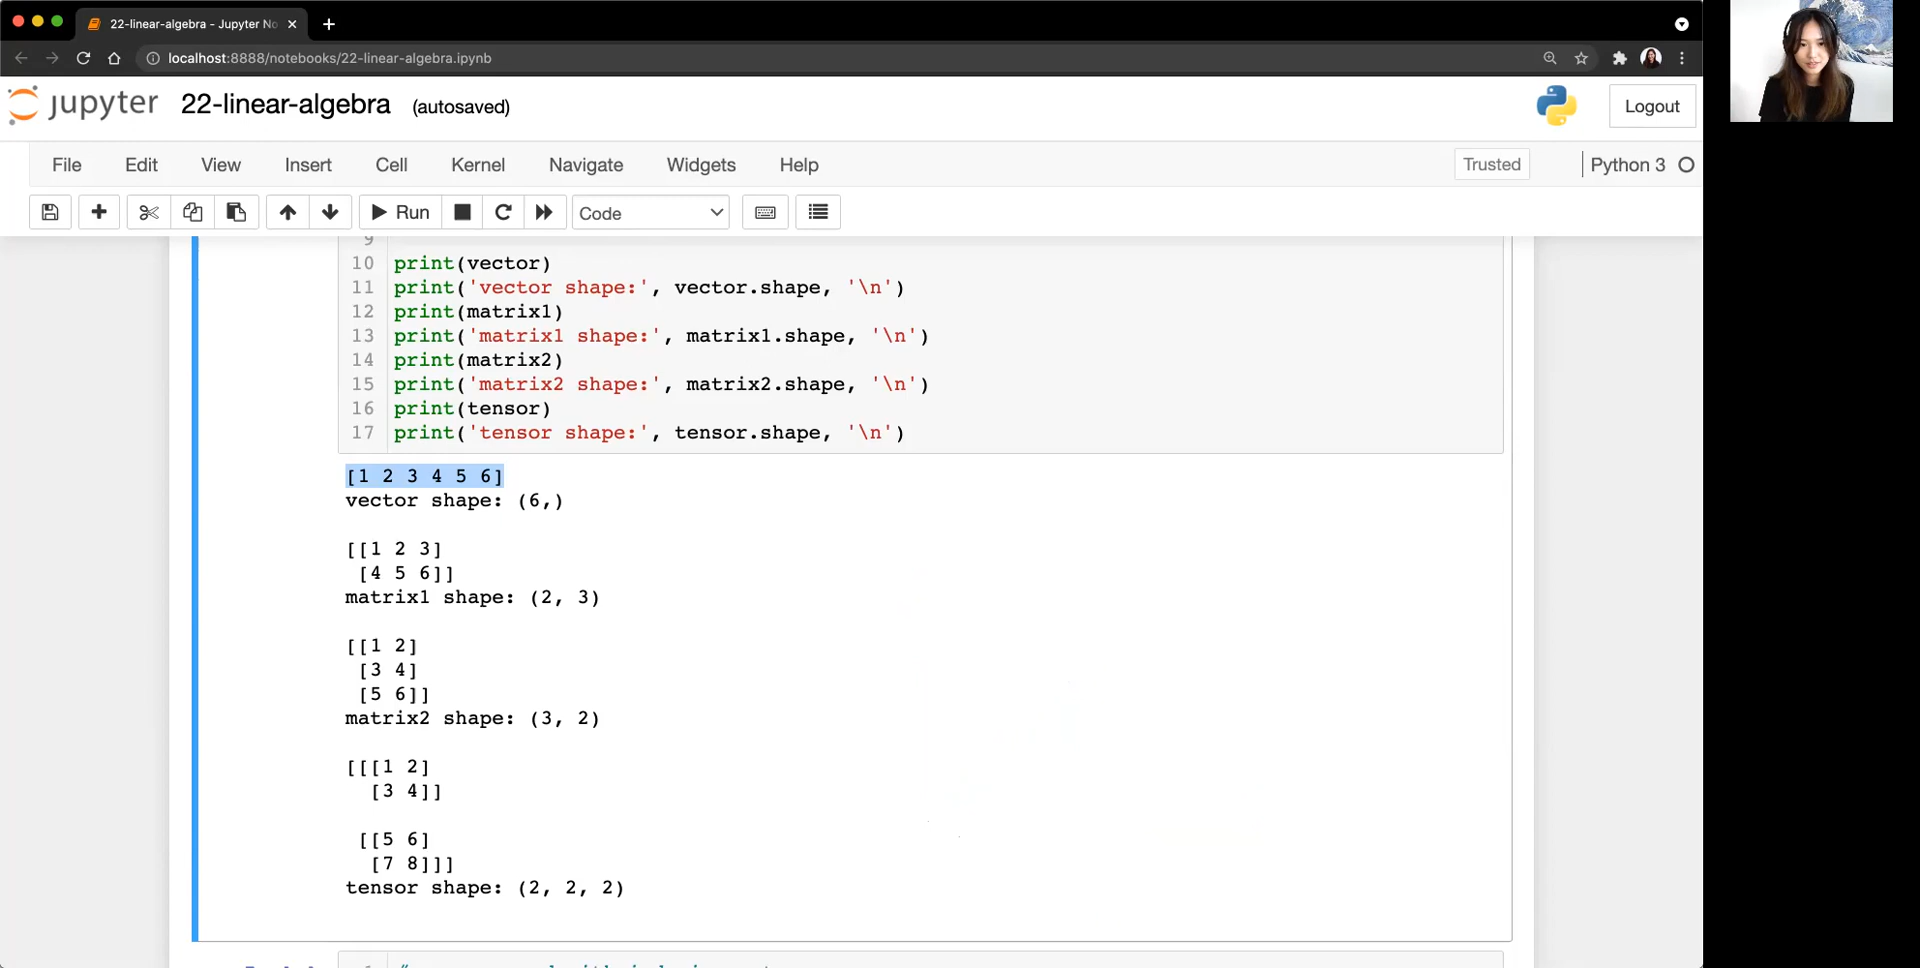 22-linear-algebra - Jupyter No
localhost:8888/notebooks/22-linear-algebra.ipynb
jupyter 22-linear-algebra (autosaved) Logout
File Edit View Insert Cell Kernel Navigate Widgets Help Trusted Python 3
Run Code
9
10 print(vector)
11 print('vector shape:', vector.shape, '\n')
12 print(matrix1)
13 print('matrix1 shape:', matrix1.shape, '\n')
14 print(matrix2)
15 print('matrix2 shape:', matrix2.shape, '\n')
16 print(tensor)
17 print('tensor shape:', tensor.shape, '\n')
[1 2 3 4 5 6]
vector shape: (6,)
[[1 2 3]
[4 5 6]]
matrix1 shape: (2, 3)
[[1 2]
[3 4]
[5 6]]
matrix2 shape: (3, 2)
[[[1 2]
[3 4]]
[[5 6]
[7 8]]]
tensor shape: (2, 2, 2)